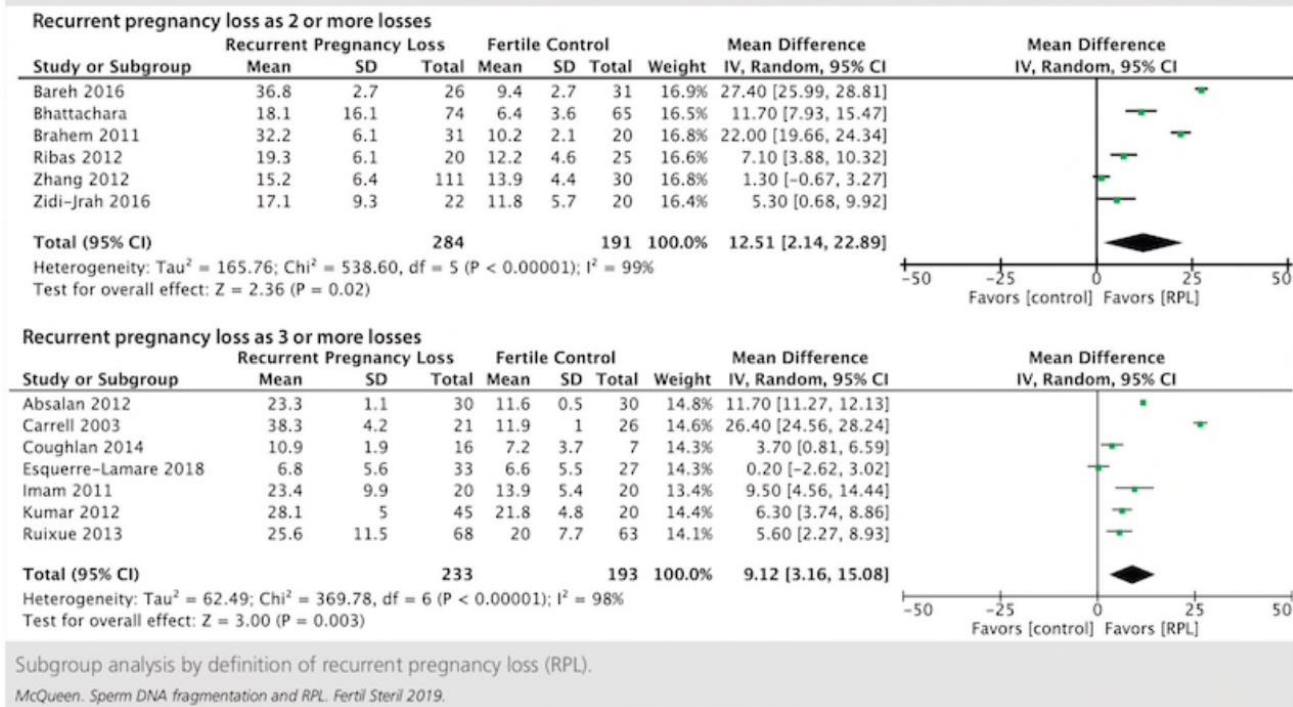 Recurrent pregnancy loss as 2 or more losses
Recurrent Pregnancy Loss Fertile Control Mean Difference Mean Difference
Study or Subgroup Mean SD Total Mean SD Total Weight IV, Random, 95% CI IV, Random, 95% CI
Bareh 2016 36.8 2.7 26 9.4 2.7 31 16.9% 27.40 [25.99, 28.81]
Bhattachara 18.1 16.1 74 6.4 3.6 65 16.5% 11.70 [7.93, 15.47]
Brahem 2011 32.2 6.1 31 10.2 2.1 20 16.8% 22.00 [19.66, 24.34]
Ribas 2012 19.3 6.1 20 12.2 4.6 25 16.6% 7.10 [3.88, 10.32]
Zhang 2012 15.2 6.4 111 13.9 4.4 30 16.8% 1.30 [-0.67, 3.27]
Zidi-Jrah 2016 17.1 9.3 22 11.8 5.7 20 16.4% 5.30 [0.68, 9.92]
Total (95% CI) 284 191 100.0% 12.51 [2.14, 22.89]
Heterogeneity: Tau² = 165.76; Chi² = 538.60, df = 5 (P < 0.00001); I² = 99%
Test for overall effect: Z = 2.36 (P = 0.02)
-50 -25 0 25 50
Favors [control] Favors [RPL]
Recurrent pregnancy loss as 3 or more losses
Recurrent Pregnancy Loss Fertile Control Mean Difference Mean Difference
Study or Subgroup Mean SD Total Mean SD Total Weight IV, Random, 95% CI IV, Random, 95% CI
Absalan 2012 23.3 1.1 30 11.6 0.5 30 14.8% 11.70 [11.27, 12.13]
Carrell 2003 38.3 4.2 21 11.9 1 26 14.6% 26.40 [24.56, 28.24]
Coughlan 2014 10.9 1.9 16 7.2 3.7 7 14.3% 3.70 [0.81, 6.59]
Esquerre-Lamare 2018 6.8 5.6 33 6.6 5.5 27 14.3% 0.20 [-2.62, 3.02]
Imam 2011 23.4 9.9 20 13.9 5.4 20 13.4% 9.50 [4.56, 14.44]
Kumar 2012 28.1 5 45 21.8 4.8 20 14.4% 6.30 [3.74, 8.86]
Ruixue 2013 25.6 11.5 68 20 7.7 63 14.1% 5.60 [2.27, 8.93]
Total (95% CI) 233 193 100.0% 9.12 [3.16, 15.08]
Heterogeneity: Tau² = 62.49; Chi² = 369.78, df = 6 (P < 0.00001); I² = 98%
Test for overall effect: Z = 3.00 (P = 0.003)
-50 -25 0 25 50
Favors [control] Favors [RPL]
Subgroup analysis by definition of recurrent pregnancy loss (RPL).
McQueen. Sperm DNA fragmentation and RPL. Fertil Steril 2019.